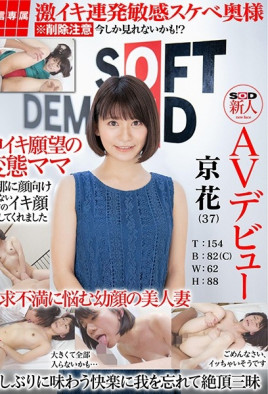 激イキ連発敏感スケベ奥様
※削除注意 今しか見れないかも!?
SOFT
DEM D
SOD
新人
AVデビュー
京花
(37)
T:154
B:82(C)
W:62
H:88
イキ願望の
変態ママ
に顔向け
ない
のイキ顔
してくれました
求不満に悩む幼顔の美人妻
大きくて全部
入らないかも…
ごめんなさい、
イッちゃいそうです
しぶりに味わう快楽に我を忘れて絶頂三昧